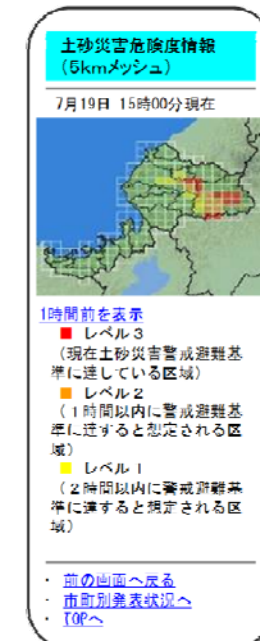 土砂災害危険度情報
（5kmメッシュ）
7月19日 15時00分現在
1時間前を表示
■ レベル3
（現在土砂災害警戒避難基
準に達している区域）
■ レベル2
（1時間以内に警戒避難基
準に達すると想定される区
域）
■ レベル1
（2時間以内に警戒避難基
準に達すると想定される区
域）
・ 前の画面へ戻る
・ 市町別発表状況へ
・ TOPへ